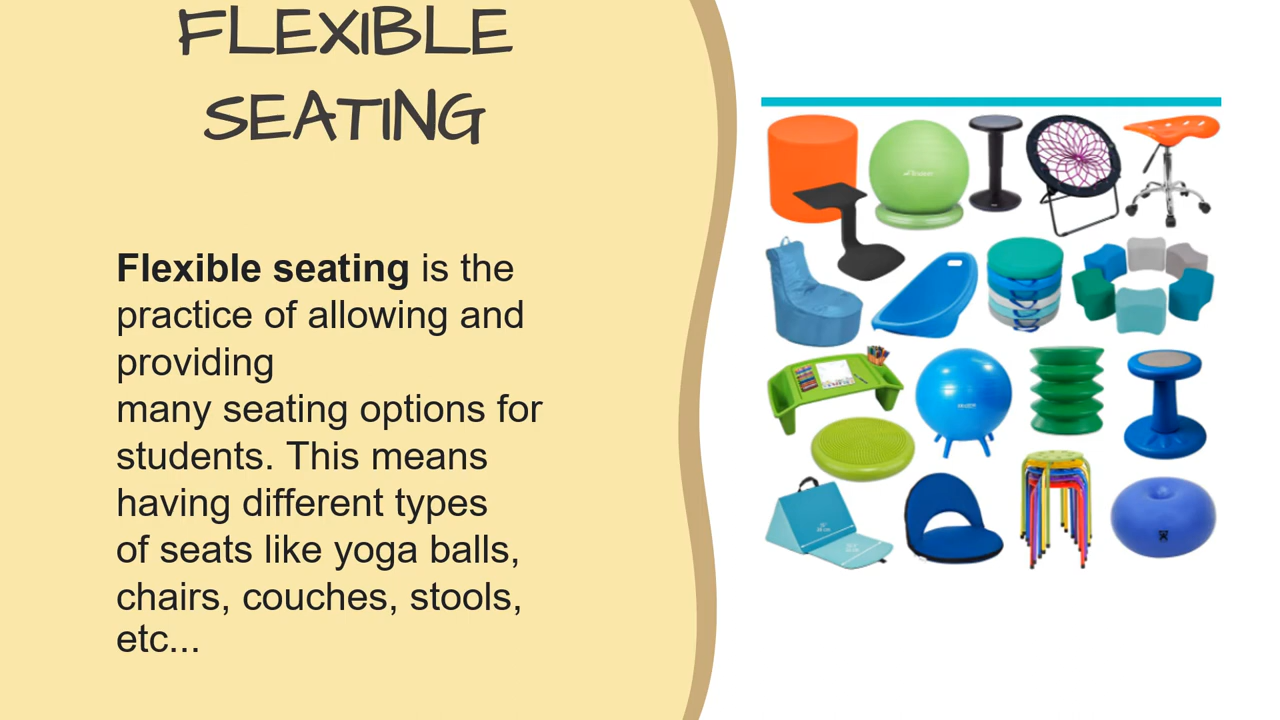 FLEXIBLE
SEATING
Flexible seating is the
practice of allowing and
providing
many seating options for
students. This means
having different types
of seats like yoga balls,
chairs, couches, stools,
etc...